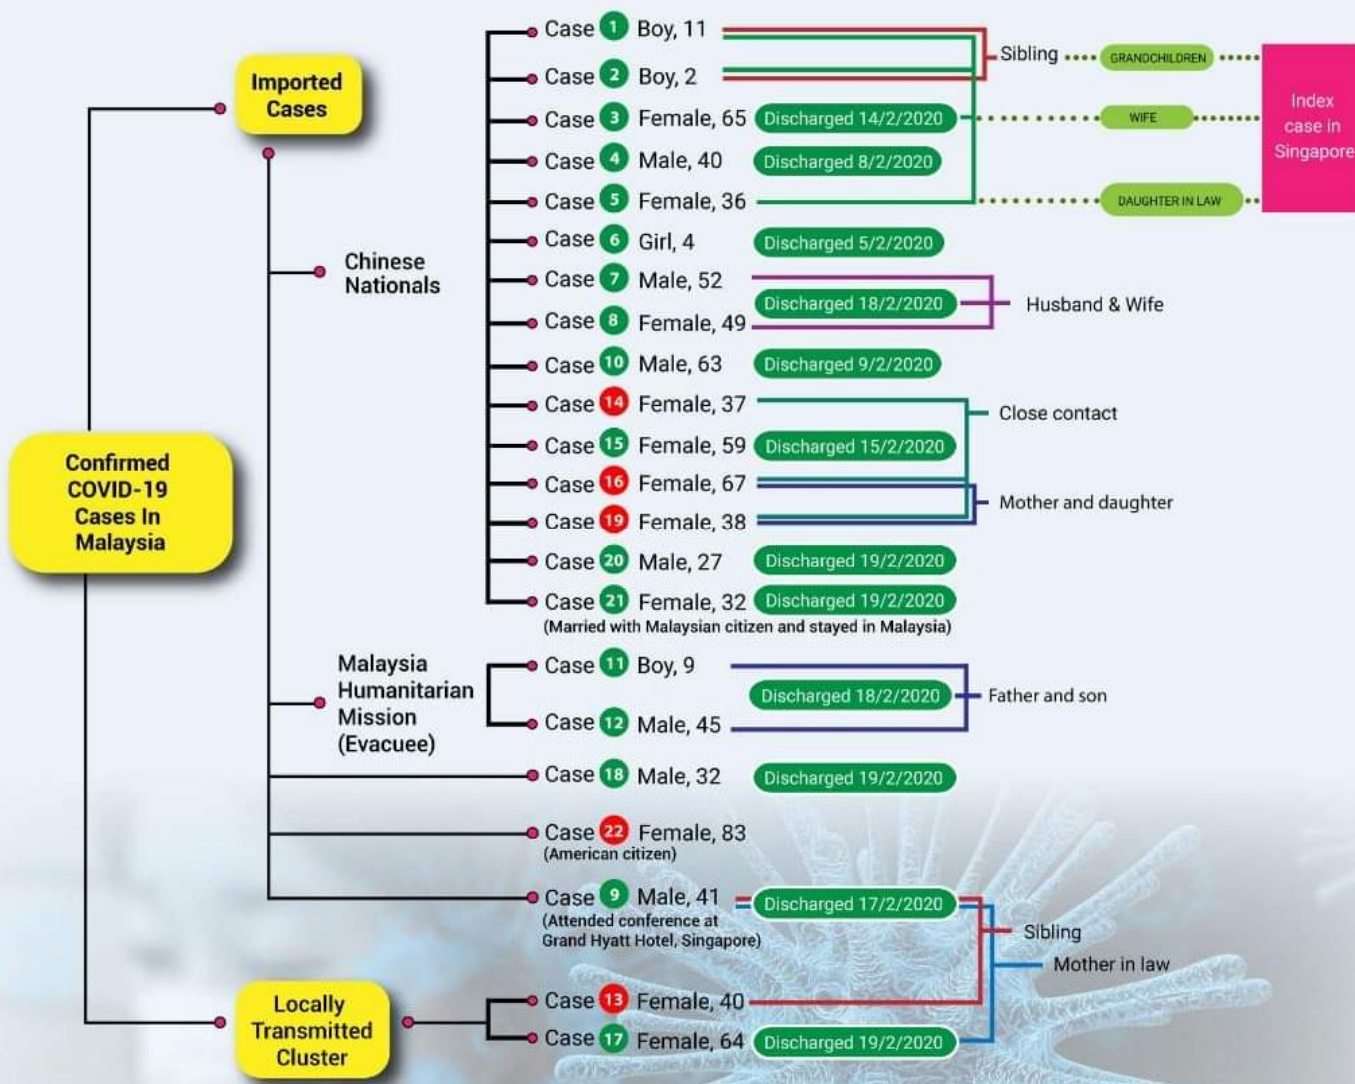 Confirmed
COVID-19
Cases In
Malaysia
Imported
Cases
Chinese
Nationals
Case 1 Boy, 11
Case 2 Boy, 2
Sibling
GRANDCHILDREN
Index
case in
Singapore
Case 3 Female, 65 Discharged 14/2/2020
WIFE
Case 4 Male, 40 Discharged 8/2/2020
Case 5 Female, 36
DAUGHTER IN LAW
Case 6 Girl, 4 Discharged 5/2/2020
Case 7 Male, 52
Discharged 18/2/2020
Husband & Wife
Case 8 Female, 49
Case 10 Male, 63 Discharged 9/2/2020
Case 14 Female, 37
Close contact
Case 15 Female, 59 Discharged 15/2/2020
Case 16 Female, 67
Mother and daughter
Case 19 Female, 38
Case 20 Male, 27 Discharged 19/2/2020
Case 21 Female, 32 Discharged 19/2/2020
(Married with Malaysian citizen and stayed in Malaysia)
Malaysia
Humanitarian
Mission
(Evacuee)
Case 11 Boy, 9
Discharged 18/2/2020
Father and son
Case 12 Male, 45
Case 18 Male, 32 Discharged 19/2/2020
Case 22 Female, 83
(American citizen)
Case 9 Male, 41 Discharged 17/2/2020
(Attended conference at
Grand Hyatt Hotel, Singapore)
Sibling
Mother in law
Locally
Transmitted
Cluster
Case 13 Female, 40
Case 17 Female, 64 Discharged 19/2/2020